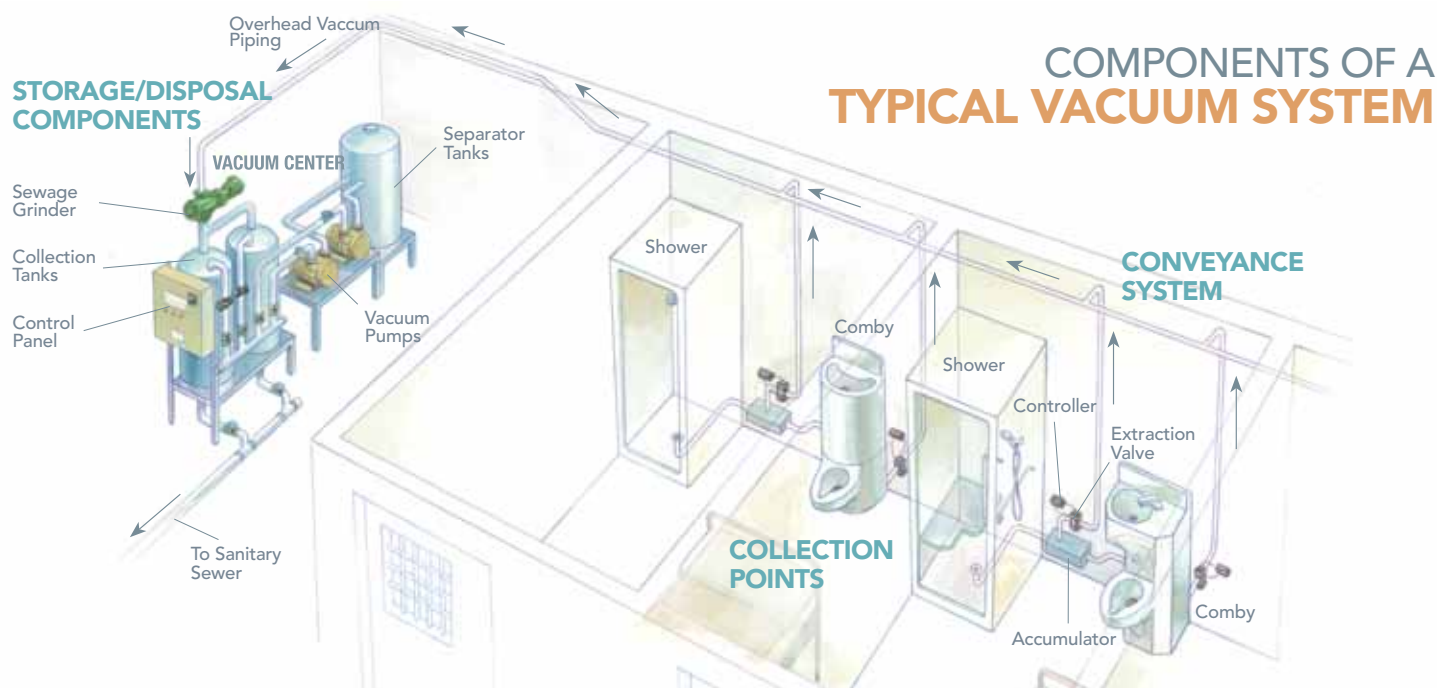 COMPONENTS OF A
TYPICAL VACUUM SYSTEM
Overhead Vaccum
Piping
STORAGE/DISPOSAL
COMPONENTS
VACUUM CENTER
Separator
Tanks
Sewage
Grinder
Collection
Tanks
Control
Panel
Vacuum
Pumps
To Sanitary
Sewer
Shower
Comby
COLLECTION
POINTS
CONVEYANCE
SYSTEM
Shower
Controller
Extraction
Valve
Accumulator
Comby